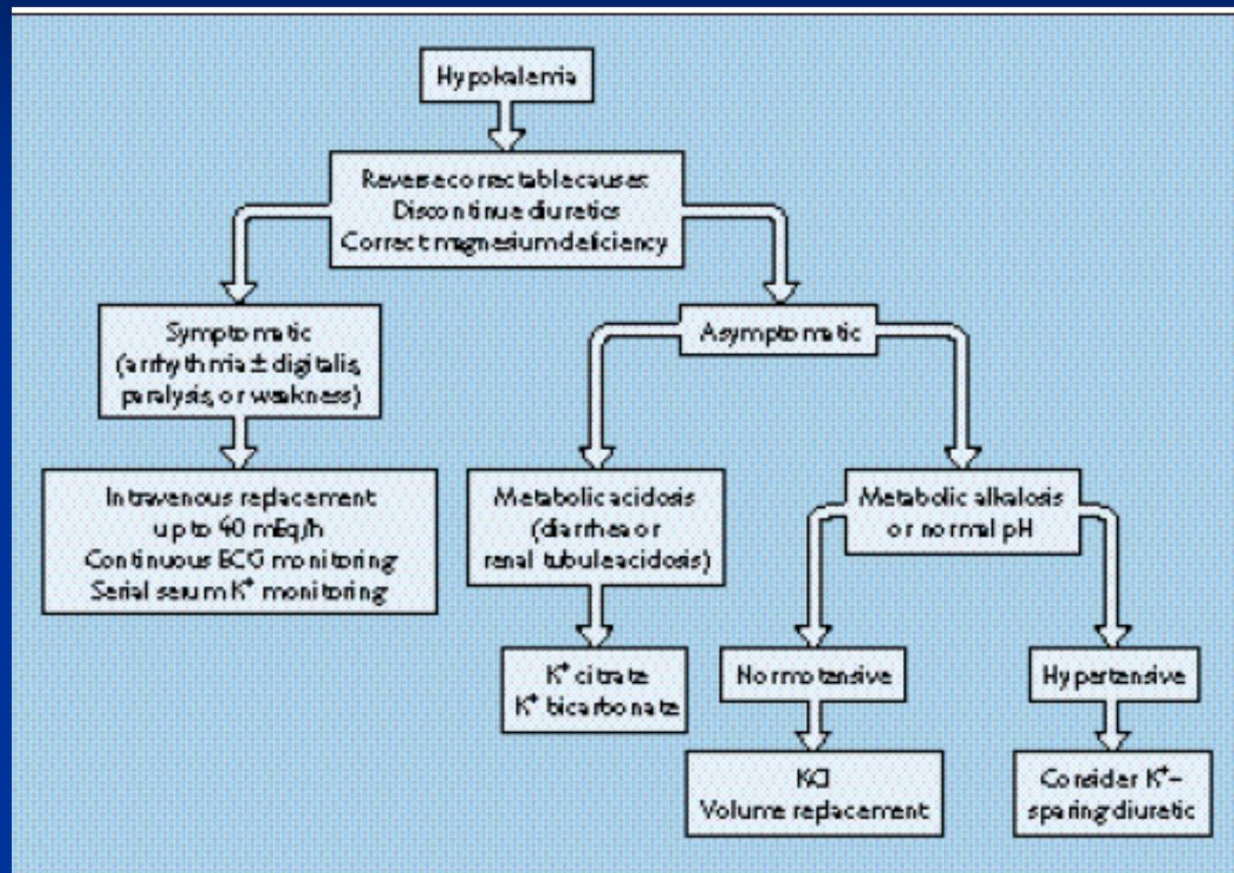 Hypokalemia
Reverse correctable causes:
Discontinue diuretics
Correct magnesium deficiency
Symptomatic
(arrhythmia ± digitalis,
paralysis, or weakness)
Asymptomatic
Intravenous replacement
up to 40 mEq/h
Continuous ECG monitoring
Serial serum K⁺ monitoring
Metabolic acidosis
(diarrhea or
renal tubule acidosis)
Metabolic alkalosis
or normal pH
K⁺ citrate
K⁺ bicarbonate
Normotensive
Hypertensive
KCl
Volume replacement
Consider K⁺–
sparing diuretic